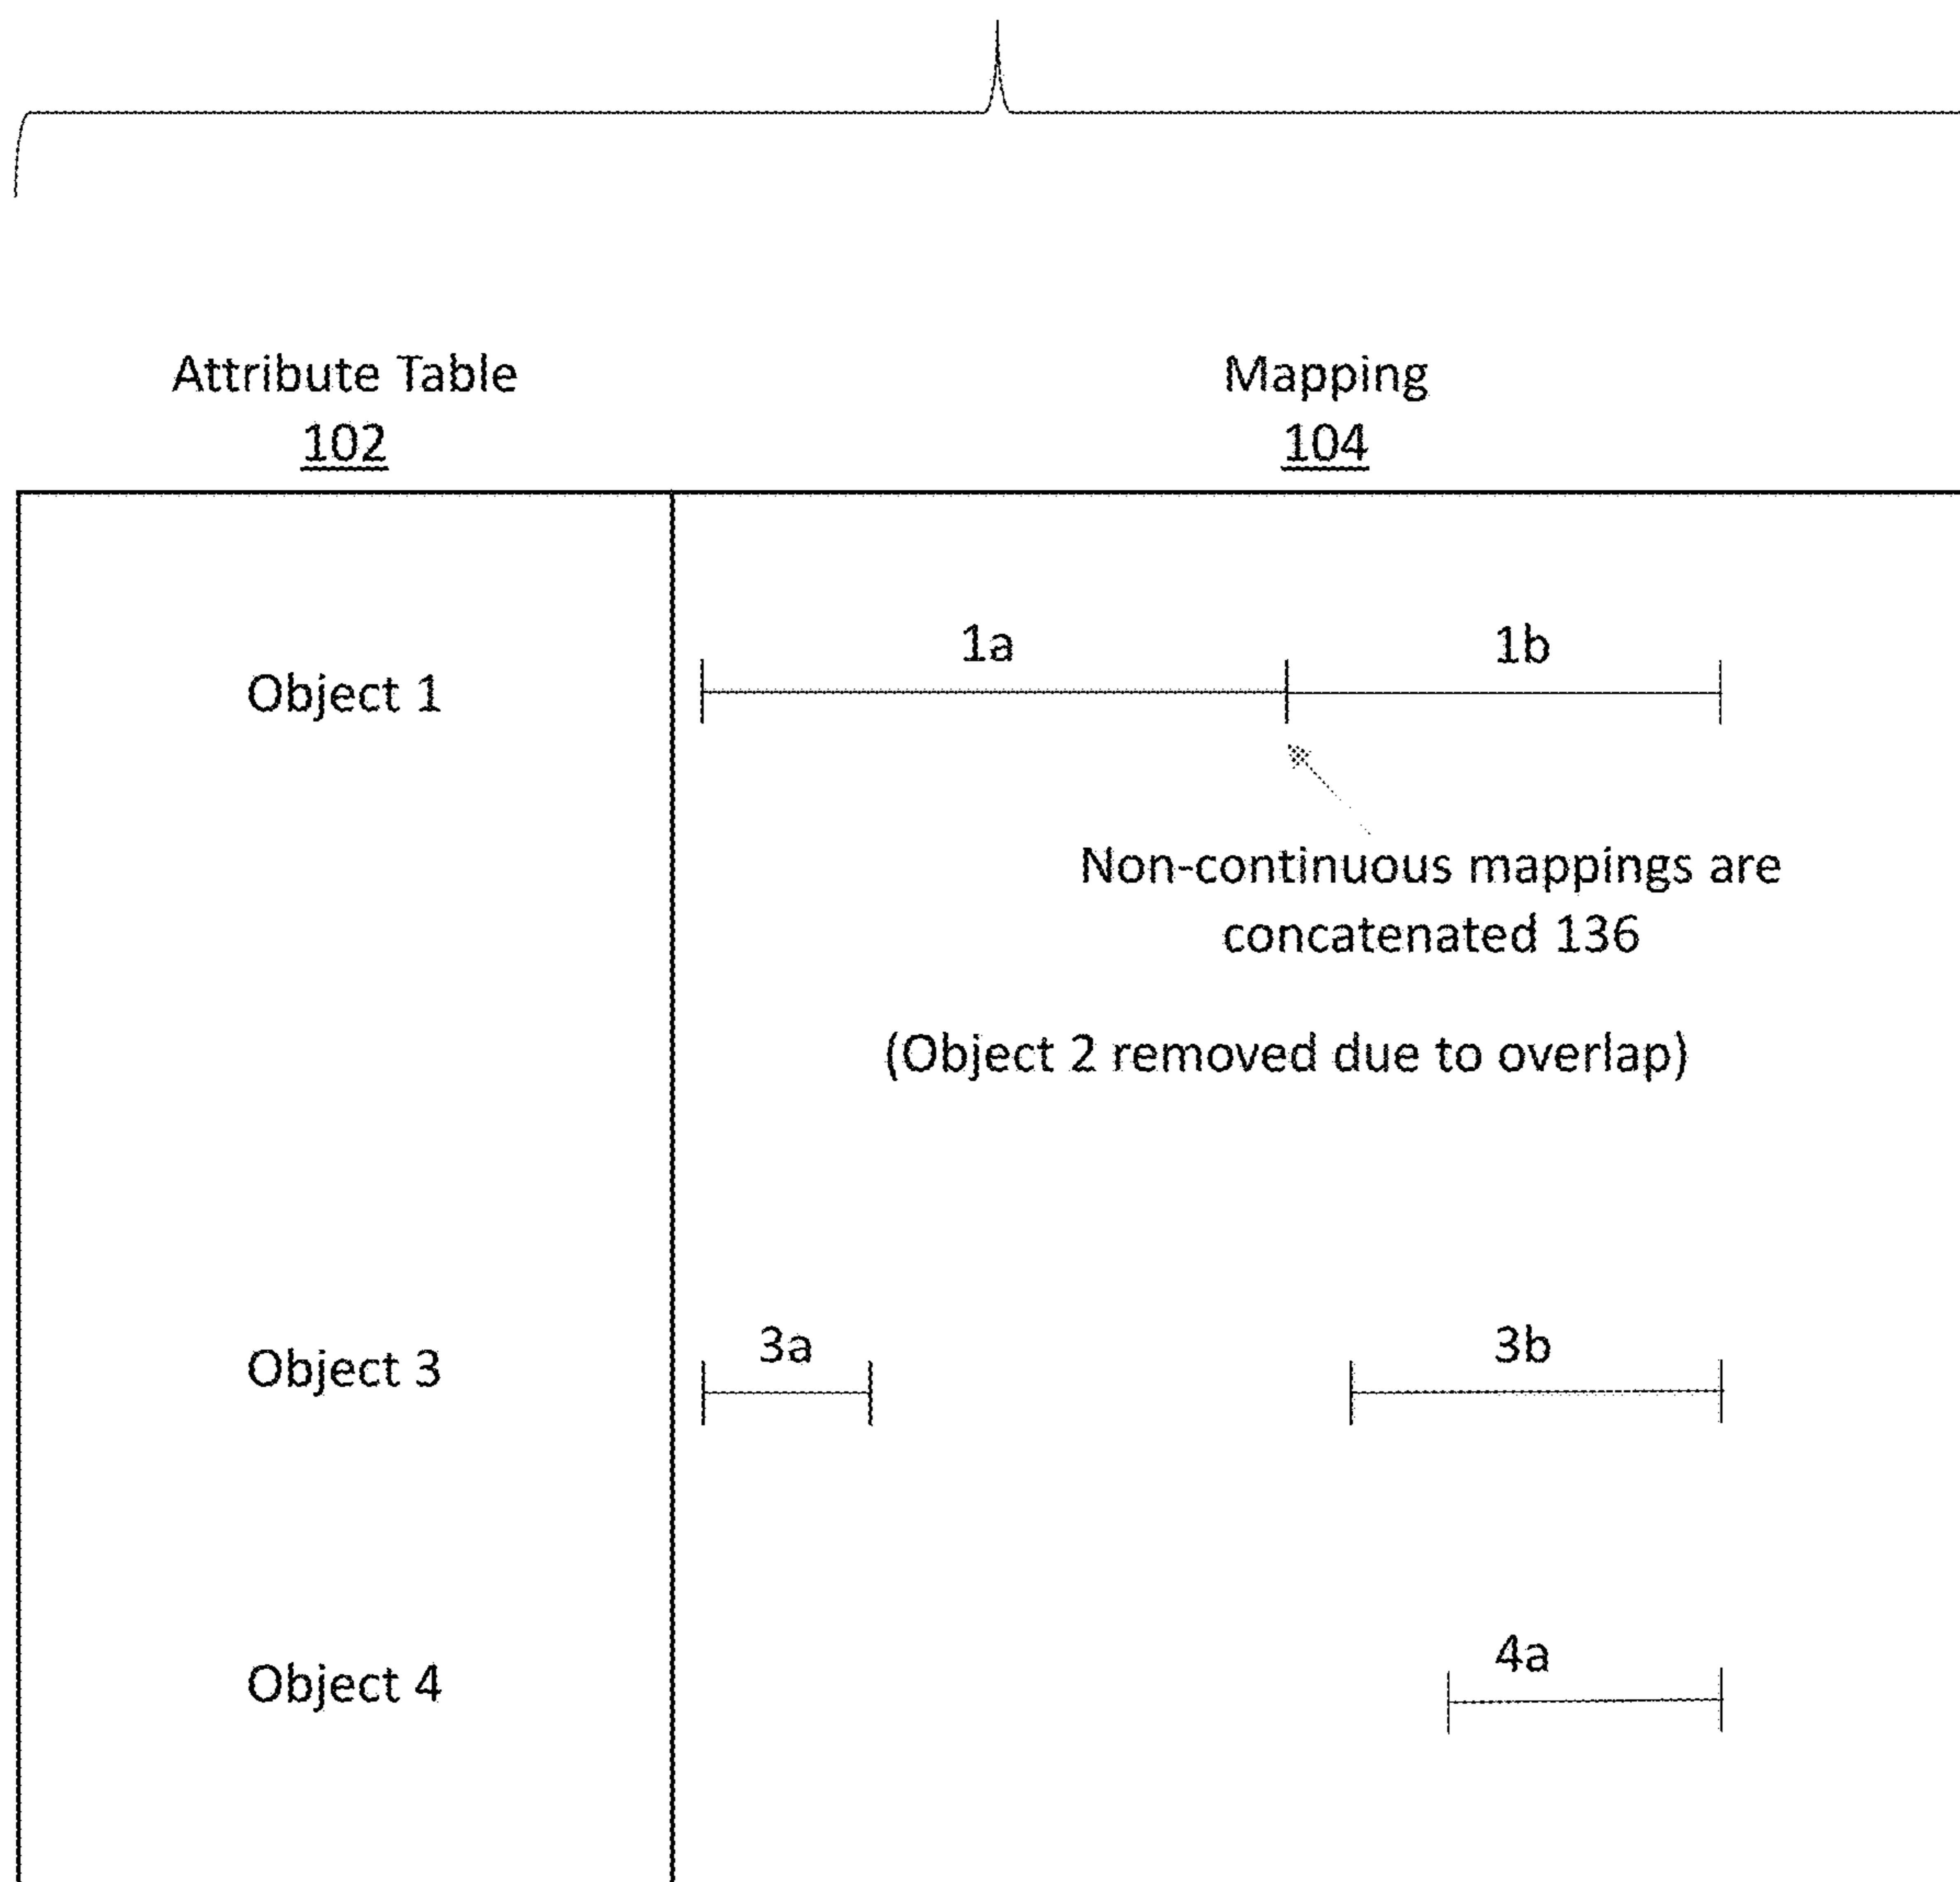 Attribute Table
102
Mapping
104
Object 1
1a
1b
Non-continuous mappings are
concatenated 136
(Object 2 removed due to overlap)
Object 3
3a
3b
Object 4
4a